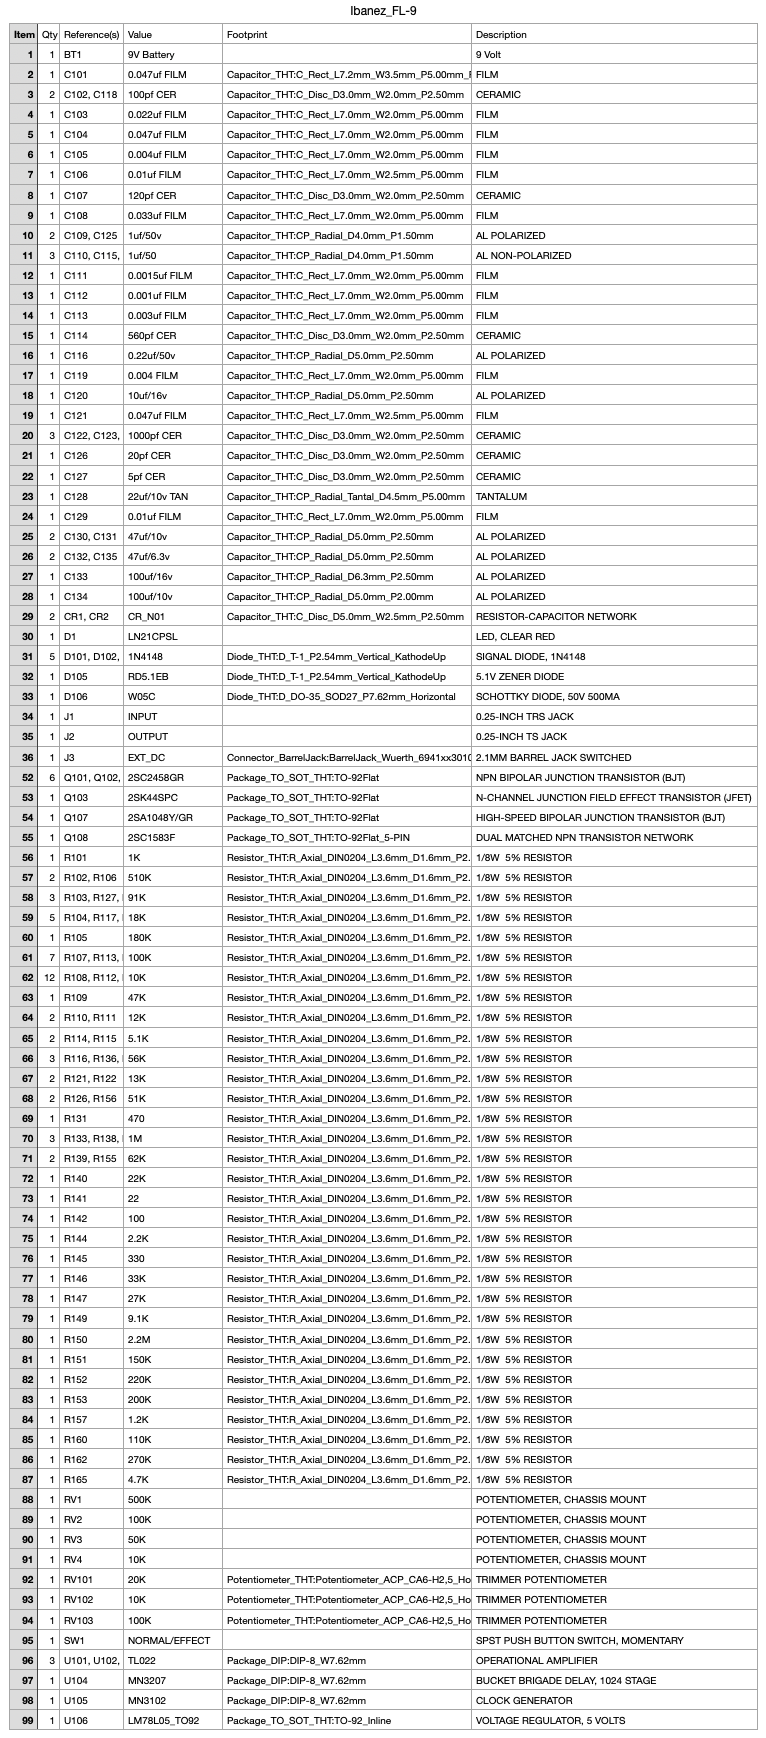 Ibanez_FL-9
Item Qty Reference(s) Value Footprint Description
1 1 BT1 9V Battery 9 Volt
2 1 C101 0.047uf FILM Capacitor_THT:C_Rect_L7.2mm_W3.5mm_P5.00mm_ FILM
3 2 C102, C118 100pf CER Capacitor_THT:C_Disc_D3.0mm_W2.0mm_P2.50mm CERAMIC
4 1 C103 0.022uf FILM Capacitor_THT:C_Rect_L7.0mm_W2.0mm_P5.00mm FILM
5 1 C104 0.047uf FILM Capacitor_THT:C_Rect_L7.0mm_W2.0mm_P5.00mm FILM
6 1 C105 0.004uf FILM Capacitor_THT:C_Rect_L7.0mm_W2.0mm_P5.00mm FILM
7 1 C106 0.01uf FILM Capacitor_THT:C_Rect_L7.0mm_W2.5mm_P5.00mm FILM
8 1 C107 120pf CER Capacitor_THT:C_Disc_D3.0mm_W2.0mm_P2.50mm CERAMIC
9 1 C108 0.033uf FILM Capacitor_THT:C_Rect_L7.0mm_W2.0mm_P5.00mm FILM
10 2 C109, C125 1uf/50v Capacitor_THT:CP_Radial_D4.0mm_P1.50mm AL POLARIZED
11 3 C110, C115, 1uf/50 Capacitor_THT:CP_Radial_D4.0mm_P1.50mm AL NON-POLARIZED
12 1 C111 0.0015uf FILM Capacitor_THT:C_Rect_L7.0mm_W2.0mm_P5.00mm FILM
13 1 C112 0.001uf FILM Capacitor_THT:C_Rect_L7.0mm_W2.0mm_P5.00mm FILM
14 1 C113 0.003uf FILM Capacitor_THT:C_Rect_L7.0mm_W2.0mm_P5.00mm FILM
15 1 C114 560pf CER Capacitor_THT:C_Disc_D3.0mm_W2.0mm_P2.50mm CERAMIC
16 1 C116 0.22uf/50v Capacitor_THT:CP_Radial_D5.0mm_P2.50mm AL POLARIZED
17 1 C119 0.004 FILM Capacitor_THT:C_Rect_L7.0mm_W2.0mm_P5.00mm FILM
18 1 C120 10uf/16v Capacitor_THT:CP_Radial_D5.0mm_P2.50mm AL POLARIZED
19 1 C121 0.047uf FILM Capacitor_THT:C_Rect_L7.0mm_W2.5mm_P5.00mm FILM
20 3 C122, C123, 1000pf CER Capacitor_THT:C_Disc_D3.0mm_W2.0mm_P2.50mm CERAMIC
21 1 C126 20pf CER Capacitor_THT:C_Disc_D3.0mm_W2.0mm_P2.50mm CERAMIC
22 1 C127 5pf CER Capacitor_THT:C_Disc_D3.0mm_W2.0mm_P2.50mm CERAMIC
23 1 C128 22uf/10v TAN Capacitor_THT:CP_Radial_Tantal_D4.5mm_P5.00mm TANTALUM
24 1 C129 0.01uf FILM Capacitor_THT:C_Rect_L7.0mm_W2.0mm_P5.00mm FILM
25 2 C130, C131 47uf/10v Capacitor_THT:CP_Radial_D5.0mm_P2.50mm AL POLARIZED
26 2 C132, C135 47uf/6.3v Capacitor_THT:CP_Radial_D5.0mm_P2.50mm AL POLARIZED
27 1 C133 100uf/16v Capacitor_THT:CP_Radial_D6.3mm_P2.50mm AL POLARIZED
28 1 C134 100uf/10v Capacitor_THT:CP_Radial_D5.0mm_P2.00mm AL POLARIZED
29 2 CR1, CR2 CR_N01 Capacitor_THT:C_Disc_D5.0mm_W2.5mm_P2.50mm RESISTOR-CAPACITOR NETWORK
30 1 D1 LN21CPSL LED, CLEAR RED
31 5 D101, D102, 1N4148 Diode_THT:D_T-1_P2.54mm_Vertical_KathodeUp SIGNAL DIODE, 1N4148
32 1 D105 RD5.1EB Diode_THT:D_T-1_P2.54mm_Vertical_KathodeUp 5.1V ZENER DIODE
33 1 D106 W05C Diode_THT:D_DO-35_SOD27_P7.62mm_Horizontal SCHOTTKY DIODE, 50V 500MA
34 1 J1 INPUT 0.25-INCH TRS JACK
35 1 J2 OUTPUT 0.25-INCH TS JACK
36 1 J3 EXT_DC Connector_BarrelJack:BarrelJack_Wuerth_6941xx3010 2.1MM BARREL JACK SWITCHED
52 6 Q101, Q102, 2SC2458GR Package_TO_SOT_THT:TO-92Flat NPN BIPOLAR JUNCTION TRANSISTOR (BJT)
53 1 Q103 2SK44SPC Package_TO_SOT_THT:TO-92Flat N-CHANNEL JUNCTION FIELD EFFECT TRANSISTOR (JFET)
54 1 Q107 2SA1048Y/GR Package_TO_SOT_THT:TO-92Flat HIGH-SPEED BIPOLAR JUNCTION TRANSISTOR (BJT)
55 1 Q108 2SC1583F Package_TO_SOT_THT:TO-92Flat_5-PIN DUAL MATCHED NPN TRANSISTOR NETWORK
56 1 R101 1K Resistor_THT:R_Axial_DIN0204_L3.6mm_D1.6mm_P2. 1/8W 5% RESISTOR
57 2 R102, R106 510K Resistor_THT:R_Axial_DIN0204_L3.6mm_D1.6mm_P2. 1/8W 5% RESISTOR
58 3 R103, R127, 91K Resistor_THT:R_Axial_DIN0204_L3.6mm_D1.6mm_P2. 1/8W 5% RESISTOR
59 5 R104, R117, 18K Resistor_THT:R_Axial_DIN0204_L3.6mm_D1.6mm_P2. 1/8W 5% RESISTOR
60 1 R105 180K Resistor_THT:R_Axial_DIN0204_L3.6mm_D1.6mm_P2. 1/8W 5% RESISTOR
61 7 R107, R113, 100K Resistor_THT:R_Axial_DIN0204_L3.6mm_D1.6mm_P2. 1/8W 5% RESISTOR
62 12 R108, R112, 10K Resistor_THT:R_Axial_DIN0204_L3.6mm_D1.6mm_P2. 1/8W 5% RESISTOR
63 1 R109 47K Resistor_THT:R_Axial_DIN0204_L3.6mm_D1.6mm_P2. 1/8W 5% RESISTOR
64 2 R110, R111 12K Resistor_THT:R_Axial_DIN0204_L3.6mm_D1.6mm_P2. 1/8W 5% RESISTOR
65 2 R114, R115 5.1K Resistor_THT:R_Axial_DIN0204_L3.6mm_D1.6mm_P2. 1/8W 5% RESISTOR
66 3 R116, R136, 56K Resistor_THT:R_Axial_DIN0204_L3.6mm_D1.6mm_P2. 1/8W 5% RESISTOR
67 2 R121, R122 13K Resistor_THT:R_Axial_DIN0204_L3.6mm_D1.6mm_P2. 1/8W 5% RESISTOR
68 2 R126, R156 51K Resistor_THT:R_Axial_DIN0204_L3.6mm_D1.6mm_P2. 1/8W 5% RESISTOR
69 1 R131 470 Resistor_THT:R_Axial_DIN0204_L3.6mm_D1.6mm_P2. 1/8W 5% RESISTOR
70 3 R133, R138, 1M Resistor_THT:R_Axial_DIN0204_L3.6mm_D1.6mm_P2. 1/8W 5% RESISTOR
71 2 R139, R155 62K Resistor_THT:R_Axial_DIN0204_L3.6mm_D1.6mm_P2. 1/8W 5% RESISTOR
72 1 R140 22K Resistor_THT:R_Axial_DIN0204_L3.6mm_D1.6mm_P2. 1/8W 5% RESISTOR
73 1 R141 22 Resistor_THT:R_Axial_DIN0204_L3.6mm_D1.6mm_P2. 1/8W 5% RESISTOR
74 1 R142 100 Resistor_THT:R_Axial_DIN0204_L3.6mm_D1.6mm_P2. 1/8W 5% RESISTOR
75 1 R144 2.2K Resistor_THT:R_Axial_DIN0204_L3.6mm_D1.6mm_P2. 1/8W 5% RESISTOR
76 1 R145 330 Resistor_THT:R_Axial_DIN0204_L3.6mm_D1.6mm_P2. 1/8W 5% RESISTOR
77 1 R146 33K Resistor_THT:R_Axial_DIN0204_L3.6mm_D1.6mm_P2. 1/8W 5% RESISTOR
78 1 R147 27K Resistor_THT:R_Axial_DIN0204_L3.6mm_D1.6mm_P2. 1/8W 5% RESISTOR
79 1 R149 9.1K Resistor_THT:R_Axial_DIN0204_L3.6mm_D1.6mm_P2. 1/8W 5% RESISTOR
80 1 R150 2.2M Resistor_THT:R_Axial_DIN0204_L3.6mm_D1.6mm_P2. 1/8W 5% RESISTOR
81 1 R151 150K Resistor_THT:R_Axial_DIN0204_L3.6mm_D1.6mm_P2. 1/8W 5% RESISTOR
82 1 R152 220K Resistor_THT:R_Axial_DIN0204_L3.6mm_D1.6mm_P2. 1/8W 5% RESISTOR
83 1 R153 200K Resistor_THT:R_Axial_DIN0204_L3.6mm_D1.6mm_P2. 1/8W 5% RESISTOR
84 1 R157 1.2K Resistor_THT:R_Axial_DIN0204_L3.6mm_D1.6mm_P2. 1/8W 5% RESISTOR
85 1 R160 110K Resistor_THT:R_Axial_DIN0204_L3.6mm_D1.6mm_P2. 1/8W 5% RESISTOR
86 1 R162 270K Resistor_THT:R_Axial_DIN0204_L3.6mm_D1.6mm_P2. 1/8W 5% RESISTOR
87 1 R165 4.7K Resistor_THT:R_Axial_DIN0204_L3.6mm_D1.6mm_P2. 1/8W 5% RESISTOR
88 1 RV1 500K POTENTIOMETER, CHASSIS MOUNT
89 1 RV2 100K POTENTIOMETER, CHASSIS MOUNT
90 1 RV3 50K POTENTIOMETER, CHASSIS MOUNT
91 1 RV4 10K POTENTIOMETER, CHASSIS MOUNT
92 1 RV101 20K Potentiometer_THT:Potentiometer_ACP_CA6-H2,5_Ho TRIMMER POTENTIOMETER
93 1 RV102 10K Potentiometer_THT:Potentiometer_ACP_CA6-H2,5_Ho TRIMMER POTENTIOMETER
94 1 RV103 100K Potentiometer_THT:Potentiometer_ACP_CA6-H2,5_Ho TRIMMER POTENTIOMETER
95 1 SW1 NORMAL/EFFECT SPST PUSH BUTTON SWITCH, MOMENTARY
96 3 U101, U102, TL022 Package_DIP:DIP-8_W7.62mm OPERATIONAL AMPLIFIER
97 1 U104 MN3207 Package_DIP:DIP-8_W7.62mm BUCKET BRIGADE DELAY, 1024 STAGE
98 1 U105 MN3102 Package_DIP:DIP-8_W7.62mm CLOCK GENERATOR
99 1 U106 LM78L05_TO92 Package_TO_SOT_THT:TO-92_Inline VOLTAGE REGULATOR, 5 VOLTS